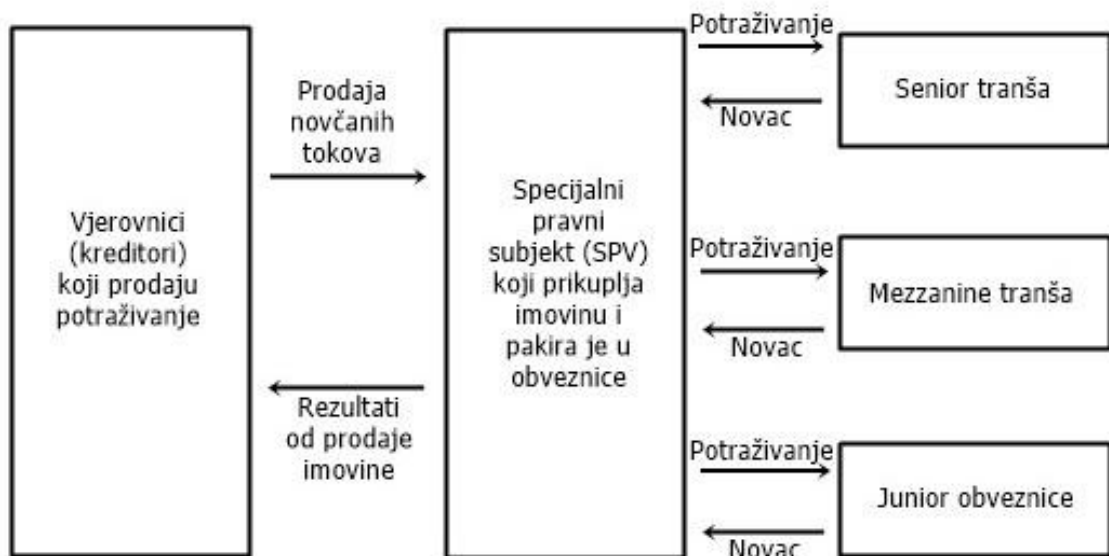 Vjerovnici
(kreditori)
koji prodaju
potraživanje
Prodaja
novčanih
tokova
Rezultati
od prodaje
imovine
Specijalni
pravni
subjekt (SPV)
koji prikuplja
imovinu i
pakira je u
obveznice
Potraživanje
Novac
Senior tranša
Potraživanje
Novac
Mezzanine tranša
Potraživanje
Novac
Junior obveznice